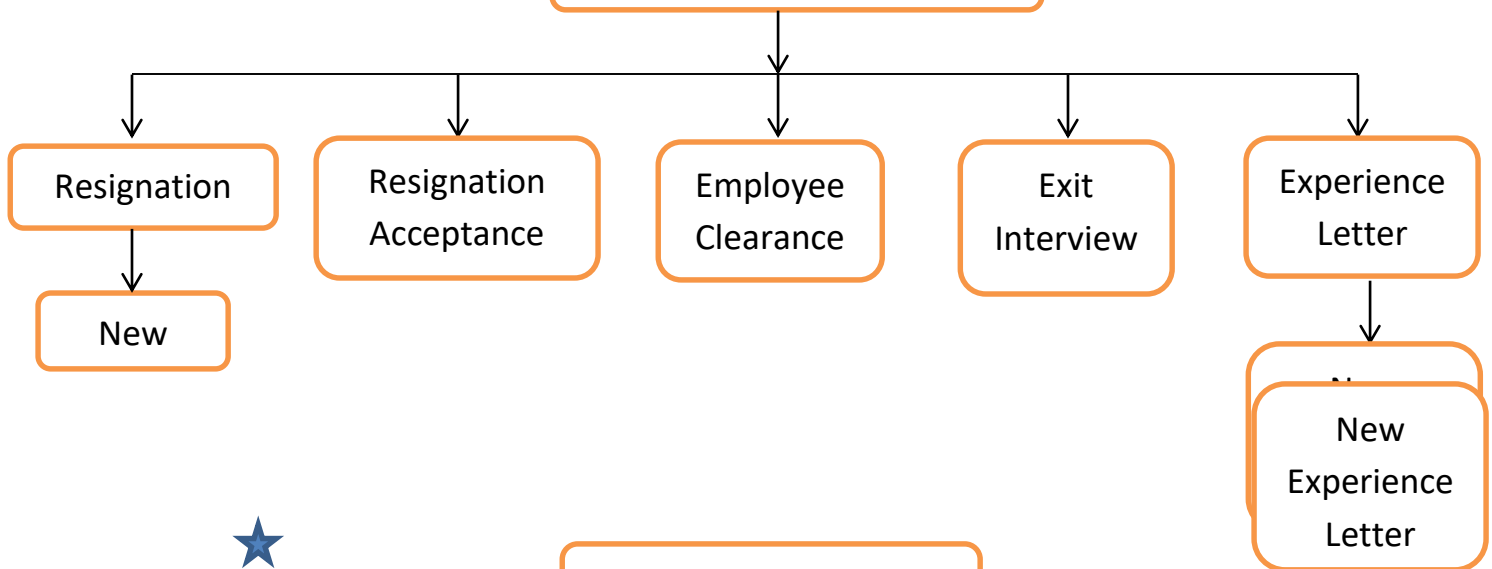 Resignation
Resignation
Acceptance
Employee
Clearance
Exit
Interview
Experience
Letter
New
New
Experience
Letter